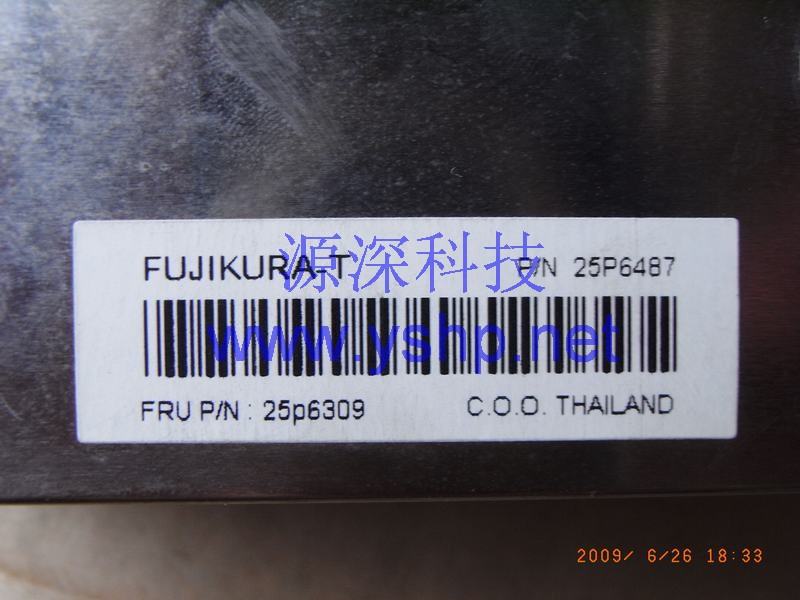 FUJIKURA-T P/N 25P6487
源深科技
www.yshp.net
FRU P/N : 25p6309 C.O.O. THAILAND
2009/ 6/26 18:33